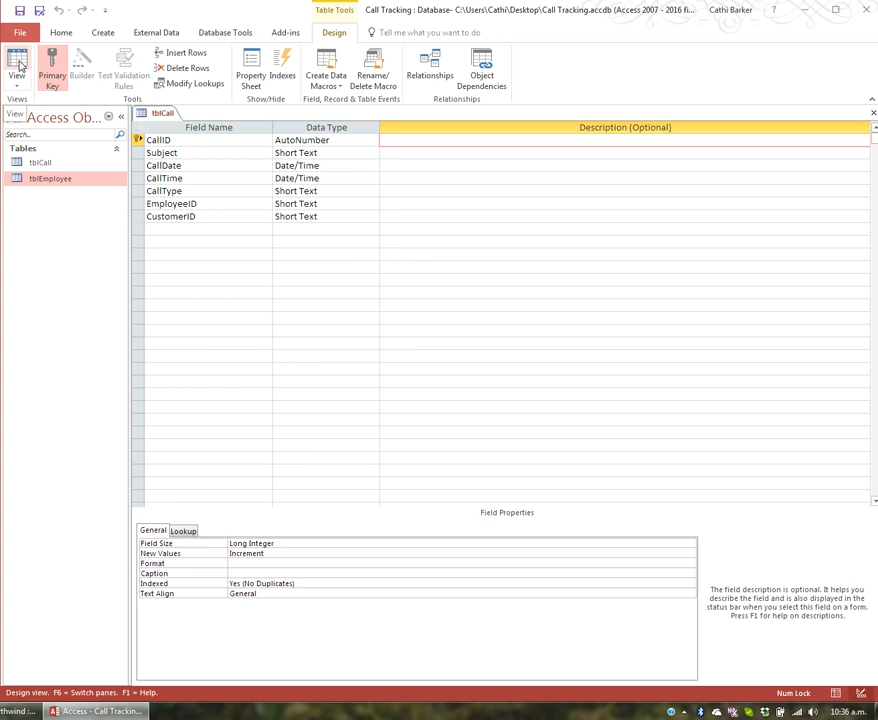 Table Tools
Call Tracking : Database- C:\Users\Cathi\Desktop\Call Tracking.accdb (Access 2007 - 2016 fi...
Cathi Barker
?
File
Home
Create
External Data
Database Tools
Add-ins
Design
Tell me what you want to do
View
Primary
Key
Builder
Test Validation
Rules
Insert Rows
Delete Rows
Modify Lookups
Property
Sheet
Indexes
Create Data
Macros
Rename/
Delete Macro
Relationships
Object
Dependencies
Views
Tools
Show/Hide
Field, Record & Table Events
Relationships
View
Access Ob...
Search...
Tables
tblCall
tblEmployee
tblCall
Field Name
Data Type
Description (Optional)
CallID AutoNumber
Subject Short Text
CallDate Date/Time
CallTime Date/Time
CallType Short Text
EmployeeID Short Text
CustomerID Short Text
Field Properties
General
Lookup
Field Size Long Integer
New Values Increment
Format
Caption
Indexed Yes (No Duplicates)
Text Align General
The field description is optional. It helps
you describe the field and is also displayed in the
status bar when you select this field on a form.
Press F1 for help on descriptions.
Design view. F6 = Switch panes. F1 = Help.
Num Lock
thwind :...
Access - Call Trackin...
10:36 a.m.